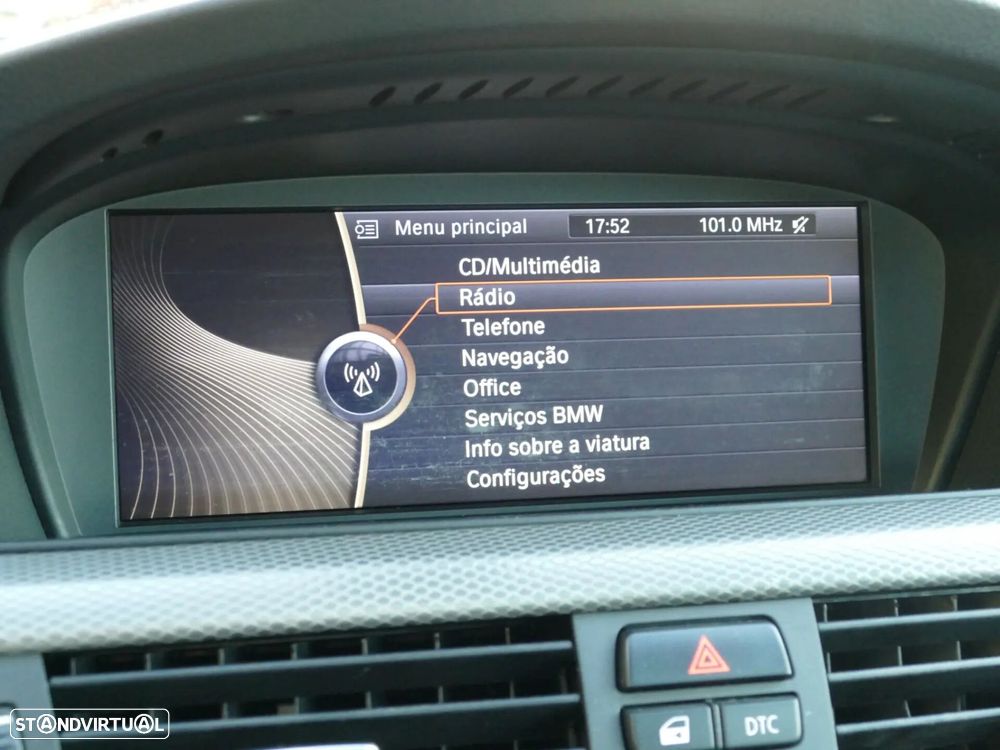 Menu principal 17:52 101.0 MHz
CD/Multimédia
Rádio
Telefone
Navegação
Office
Serviços BMW
Info sobre a viatura
Configurações
DTC
STANDVIRTUAL